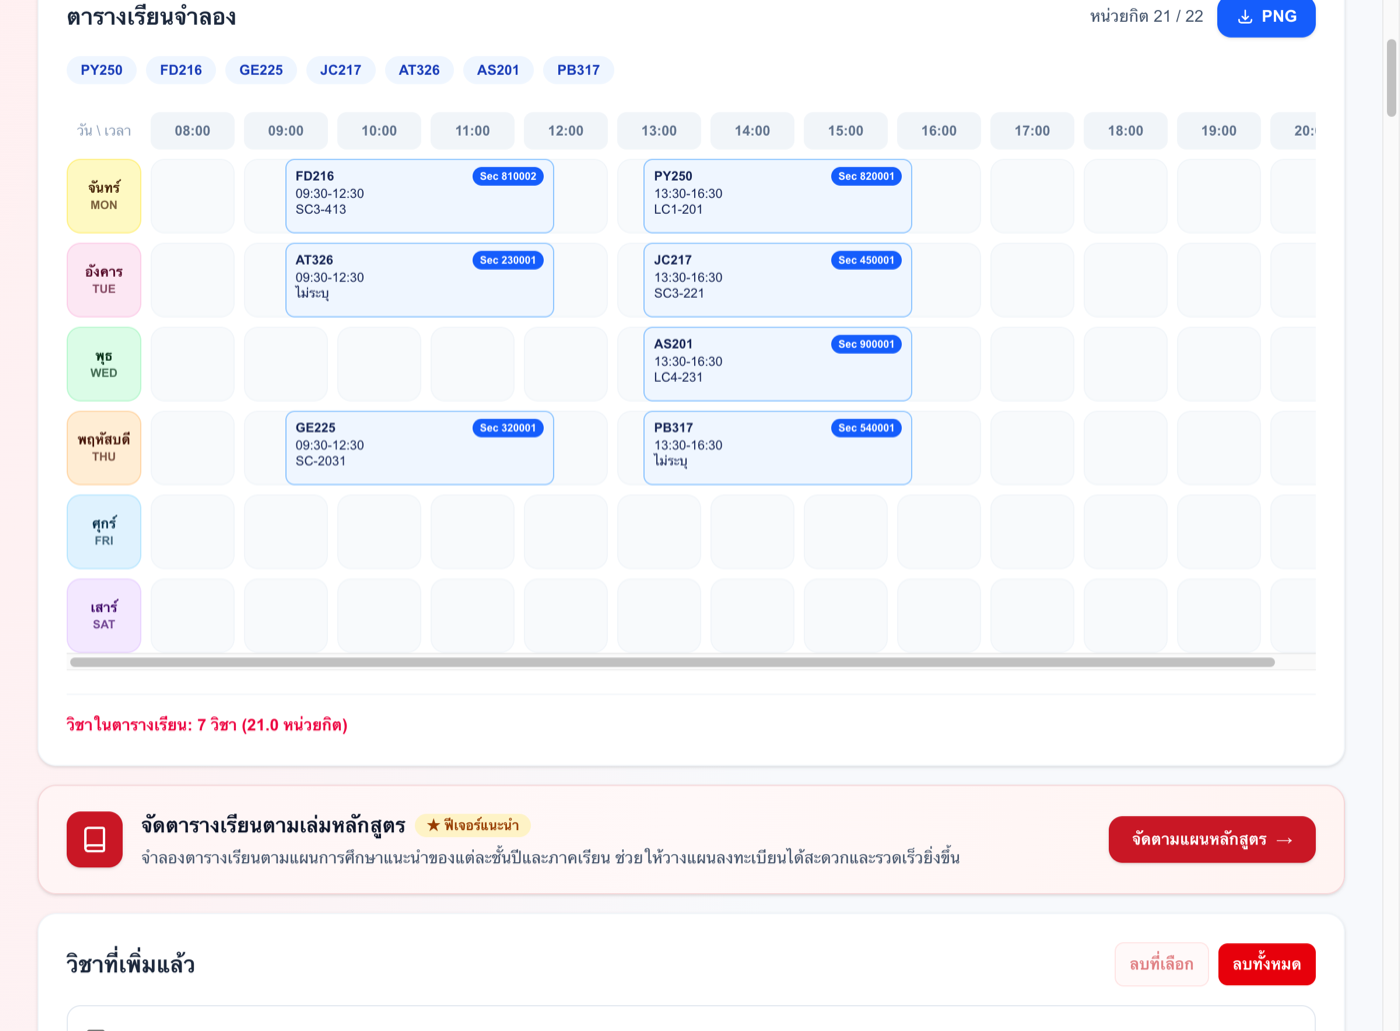 ตารางเรียนจำลอง
หน่วยกิต 21 / 22
PNG
PY250 FD216 GE225 JC217 AT326 AS201 PB317
วัน \ เวลา 08:00 09:00 10:00 11:00 12:00 13:00 14:00 15:00 16:00 17:00 18:00 19:00
จันทร์
MON
FD216 Sec 810002
09:30-12:30
SC3-413
PY250 Sec 820001
13:30-16:30
LC1-201
อังคาร
TUE
AT326 Sec 230001
09:30-12:30
ไม่ระบุ
JC217 Sec 450001
13:30-16:30
SC3-221
พุธ
WED
AS201 Sec 900001
13:30-16:30
LC4-231
พฤหัสบดี
THU
GE225 Sec 320001
09:30-12:30
SC-2031
PB317 Sec 540001
13:30-16:30
ไม่ระบุ
ศุกร์
FRI
เสาร์
SAT
วิชาในตารางเรียน: 7 วิชา (21.0 หน่วยกิต)
จัดตารางเรียนตามเล่มหลักสูตร ★ ฟีเจอร์แนะนำ
จำลองตารางเรียนตามแผนการศึกษาแนะนำของแต่ละชั้นปีและภาคเรียน ช่วยให้วางแผนลงทะเบียนได้สะดวกและรวดเร็วยิ่งขึ้น
จัดตามแผนหลักสูตร →
วิชาที่เพิ่มแล้ว
ลบที่เลือก
ลบทั้งหมด